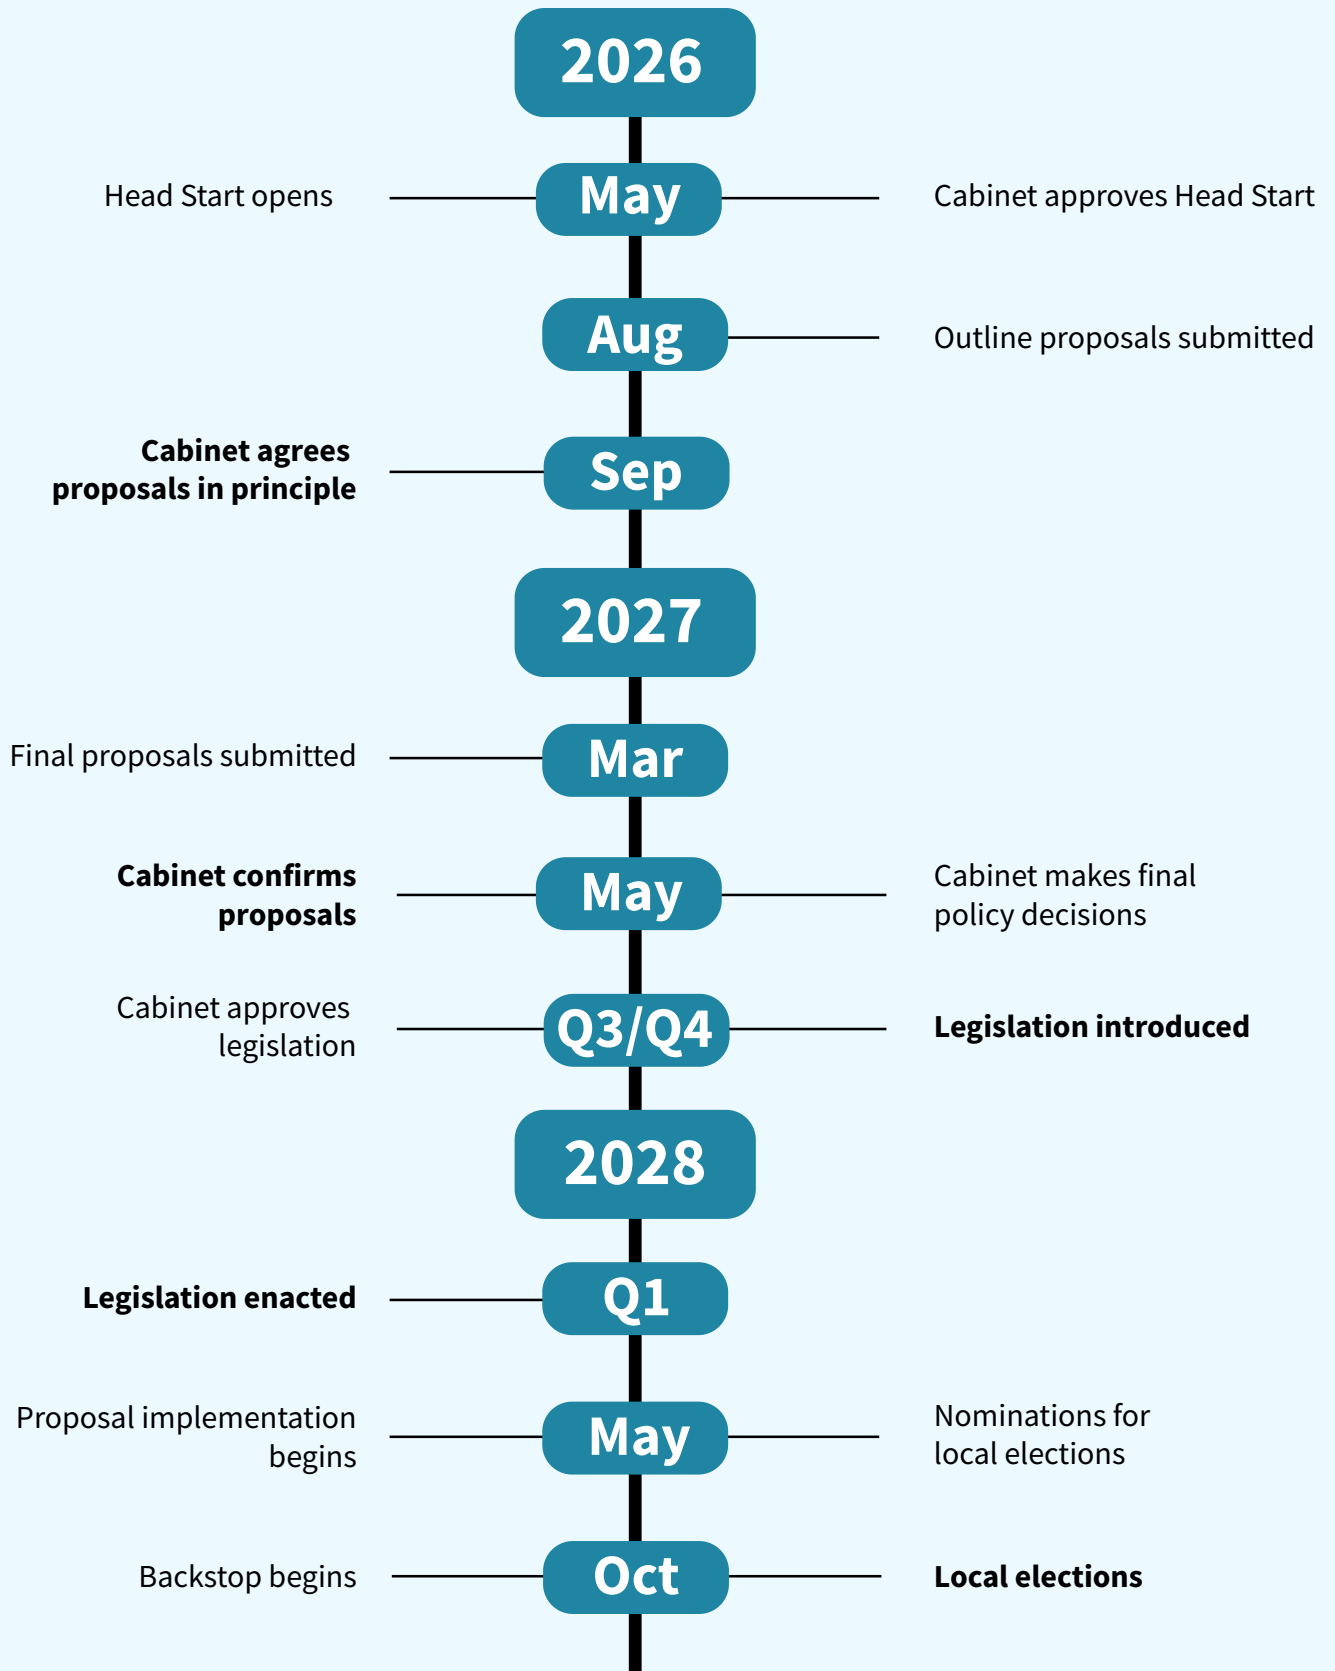 2026
Head Start opens
May
Cabinet approves Head Start
Aug
Outline proposals submitted
Cabinet agrees
proposals in principle
Sep
2027
Final proposals submitted
Mar
Cabinet confirms
proposals
May
Cabinet makes final
policy decisions
Cabinet approves
legislation
Q3/Q4
Legislation introduced
2028
Legislation enacted
Q1
Proposal implementation
begins
May
Nominations for
local elections
Backstop begins
Oct
Local elections